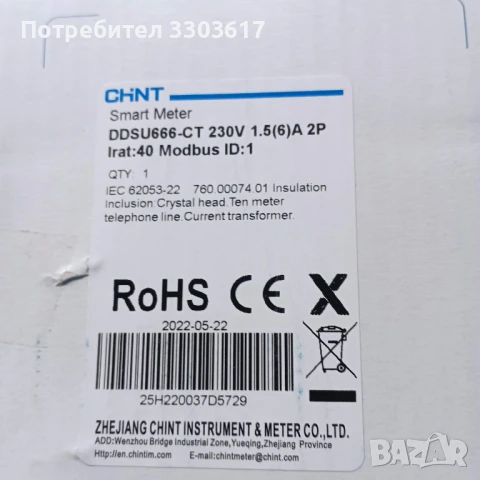 Потребител 3303617
CHNT
Smart Meter
DDSU666-CT 230V 1.5(6)A 2P
Irat:40 Modbus ID:1
QTY: 1
IEC 62053-22 760.00074.01 Insulation
Inclusion:Crystal head.Ten meter
telephone line.Current transformer.
RoHS CE X
2022-05-22
25H220037D5729
ZHEJIANG CHINT INSTRUMENT & METER CO.,LTD.
ADD:Wenzhou Bridge Industrial Zone,Yueqing,Zhejiang Province
Http://en.chintim.com E-mail:chintmeter@chint.com
BAZAR